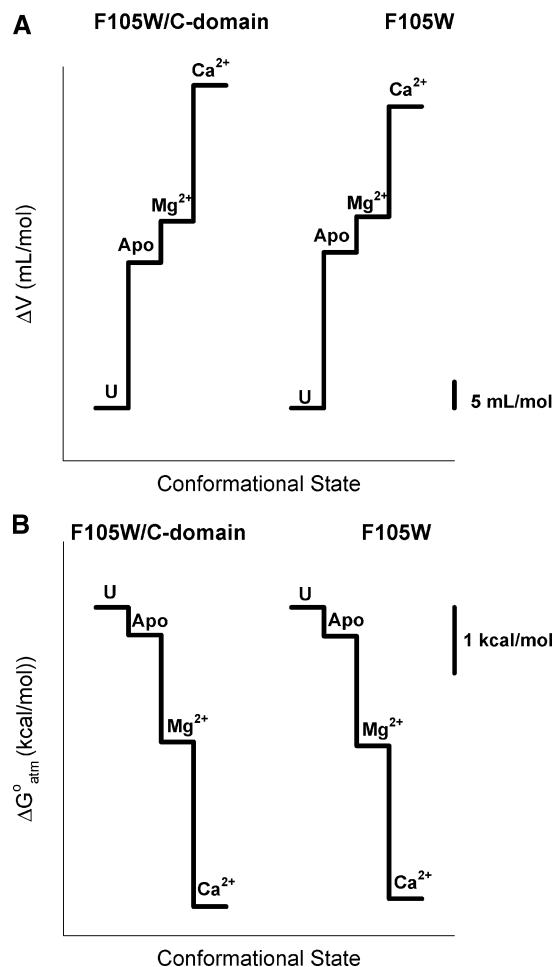 A
F105W/C-domain F105W
Ca²⁺
Ca²⁺
Mg²⁺
Mg²⁺
Apo
Apo
U
U
ΔV (mL/mol)
5 mL/mol
Conformational State
B
F105W/C-domain F105W
U
U
Apo
Apo
1 kcal/mol
Mg²⁺
Mg²⁺
Ca²⁺
Ca²⁺
ΔG°atm (kcal/mol))
Conformational State